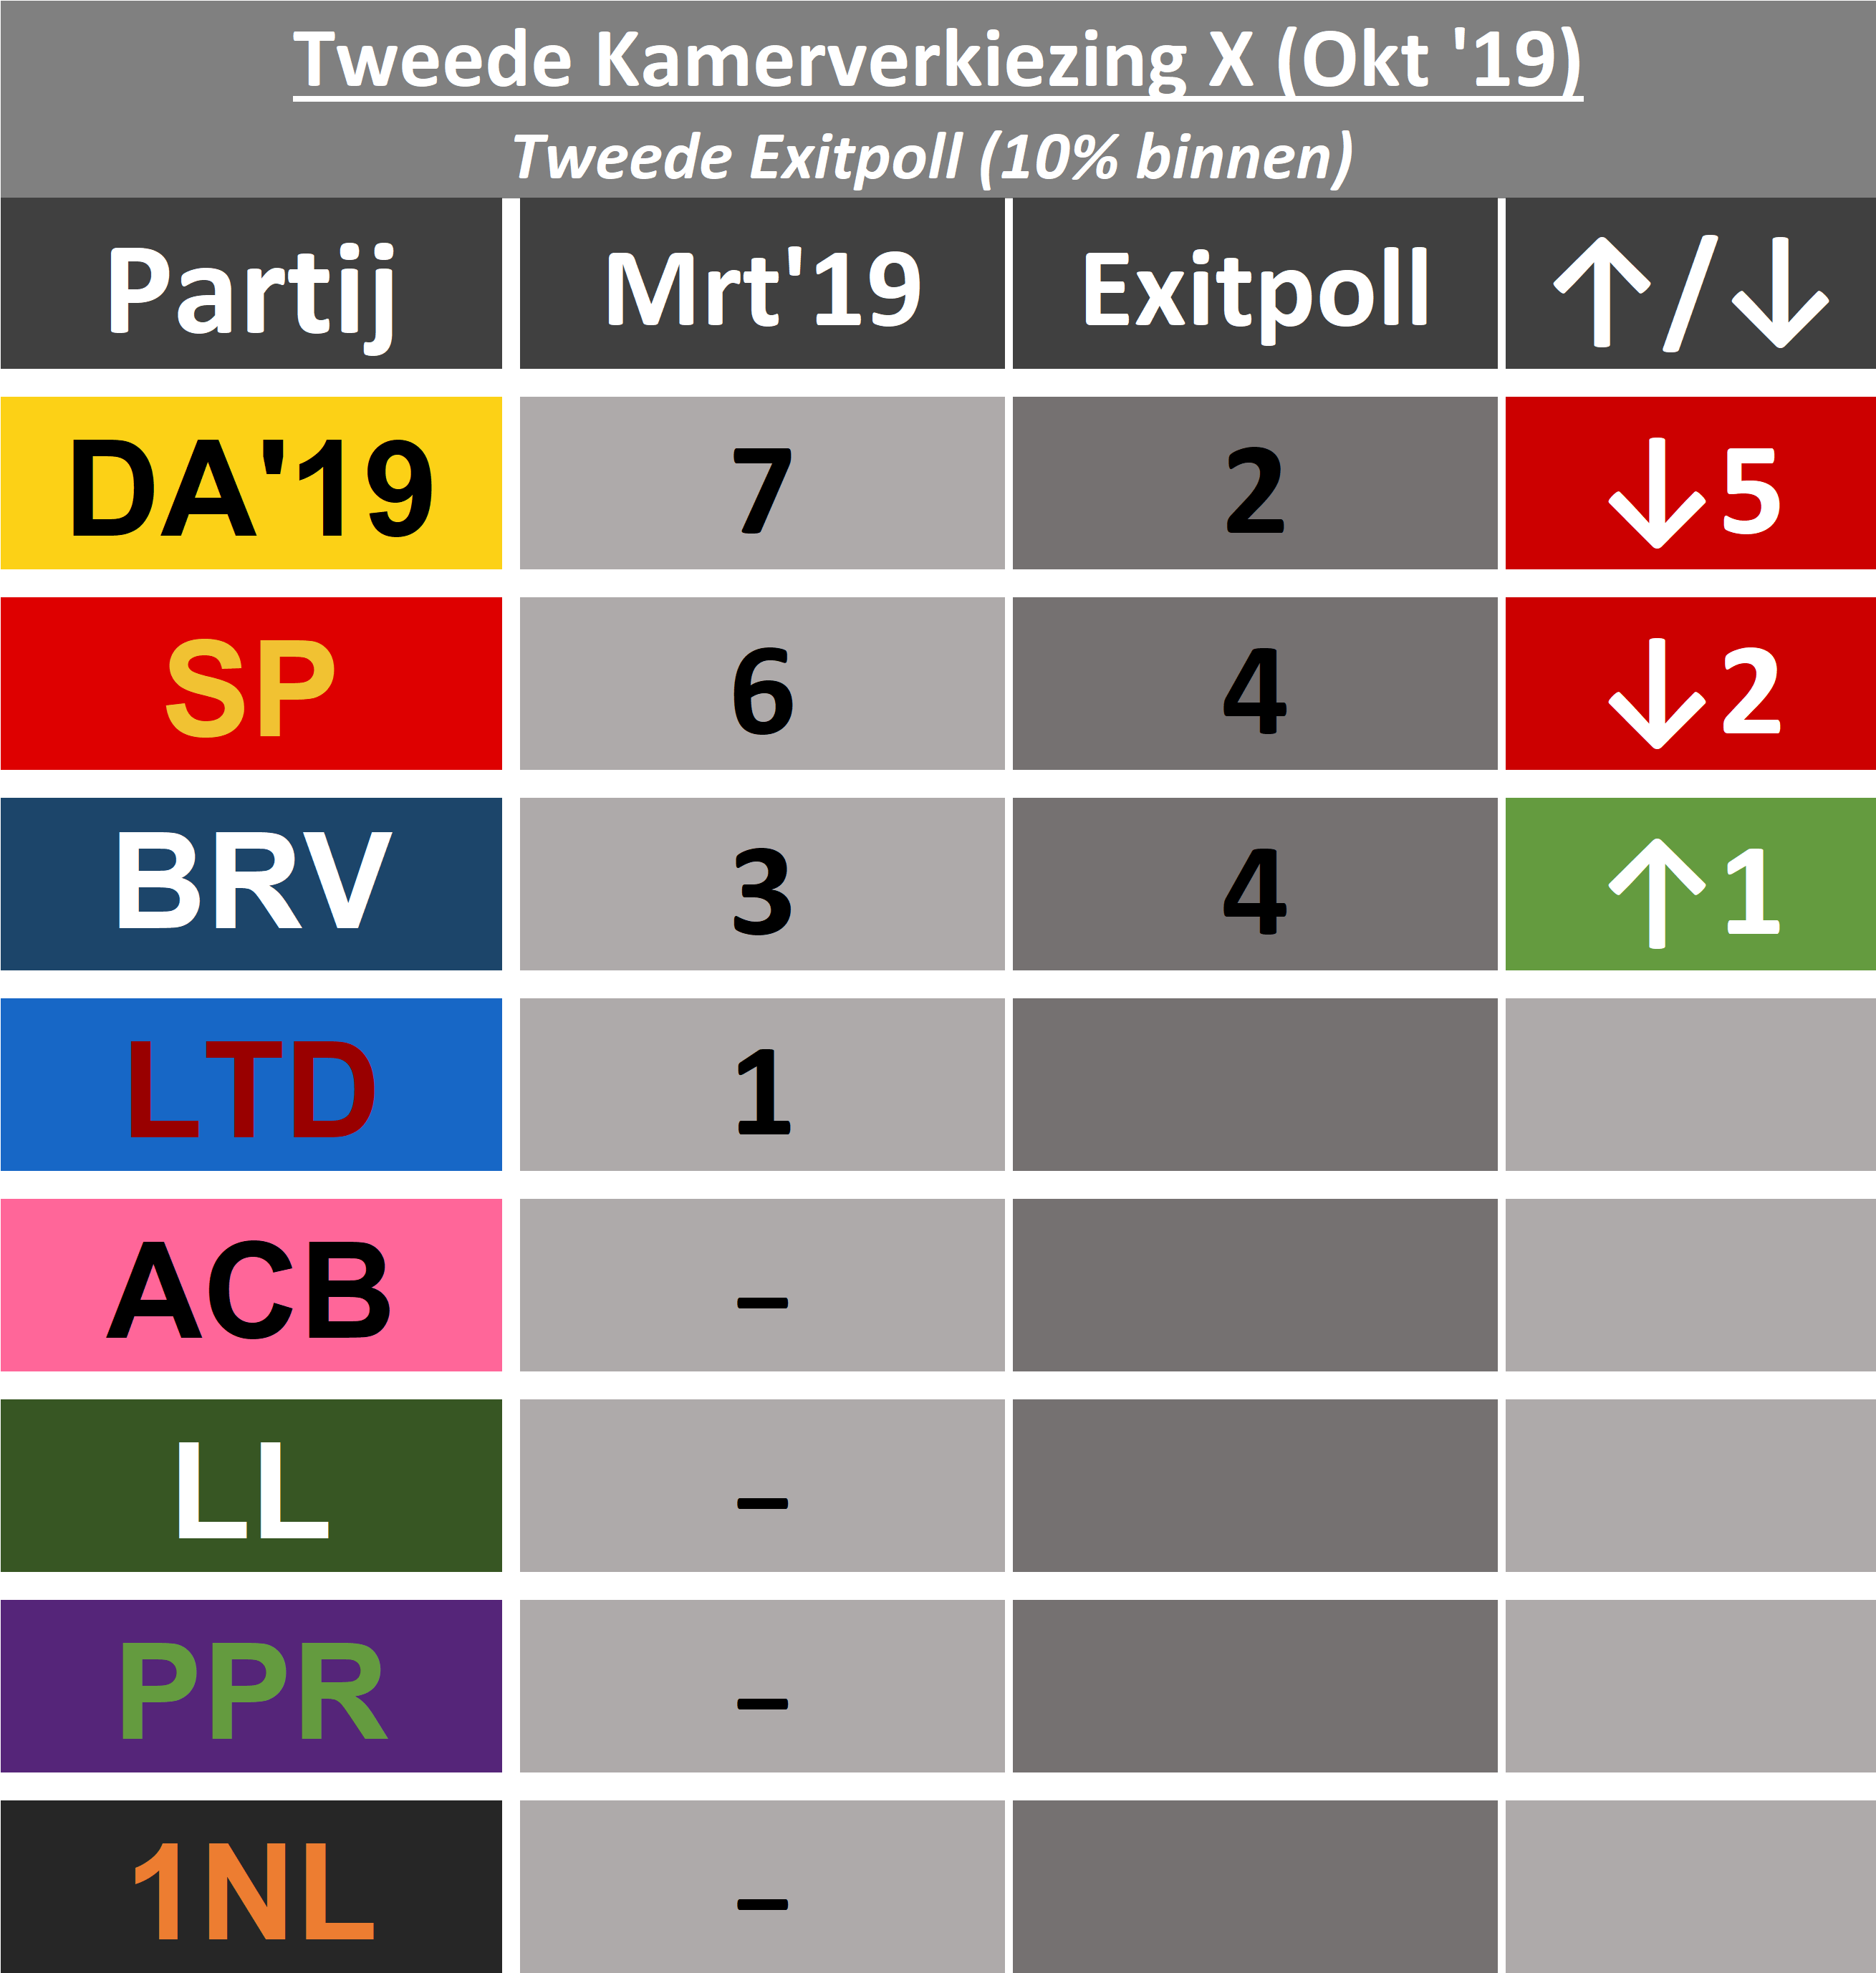 Tweede Kamerverkiezing X (Okt '19)
Tweede Exitpoll (10% binnen)
Partij Mrt'19 Exitpoll ↑/↓
DA'19 7 2 ↓5
SP 6 4 ↓2
BRV 3 4 ↑1
LTD 1
ACB –
LL –
PPR –
1NL –